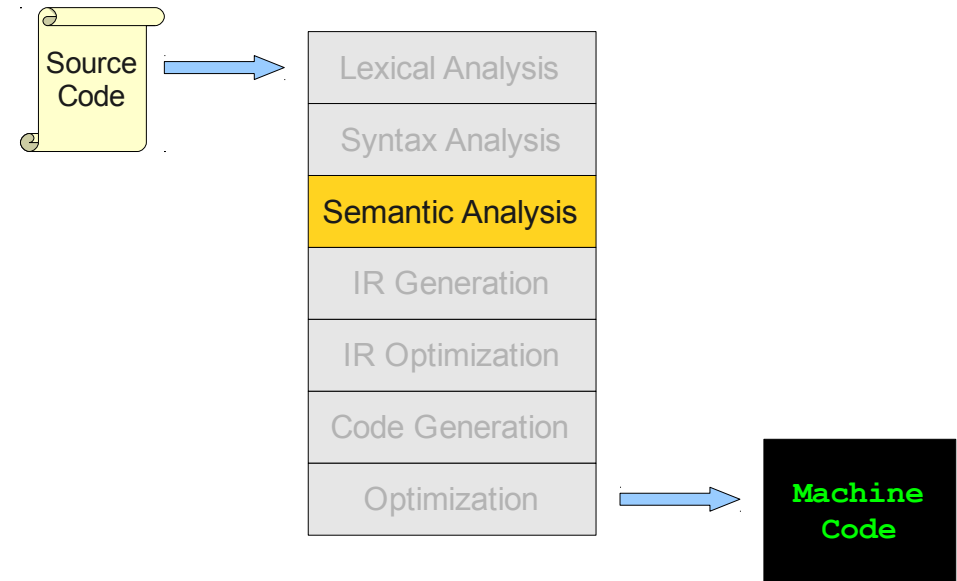 Source
Code
Lexical Analysis
Syntax Analysis
Semantic Analysis
IR Generation
IR Optimization
Code Generation
Optimization
Machine
Code